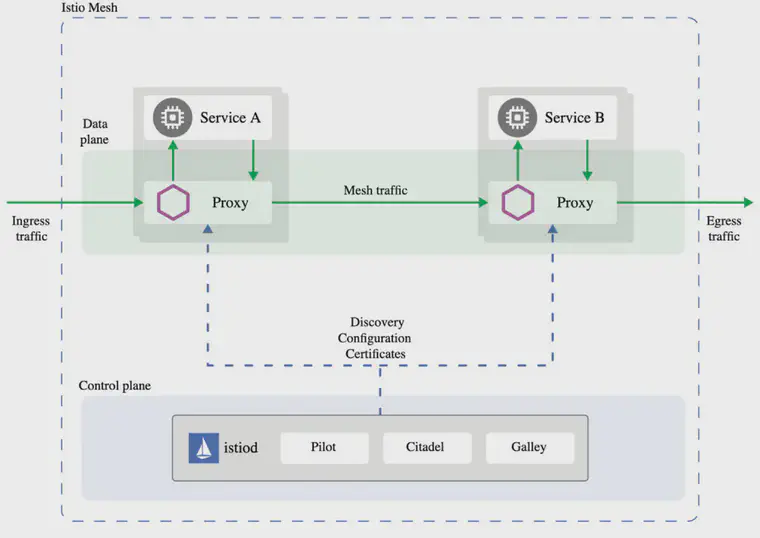 Istio Mesh
Service A
Service B
Data
plane
Proxy
Mesh traffic
Proxy
Ingress
traffic
Egress
traffic
Discovery
Configuration
Certificates
Control plane
istiod
Pilot
Citadel
Galley